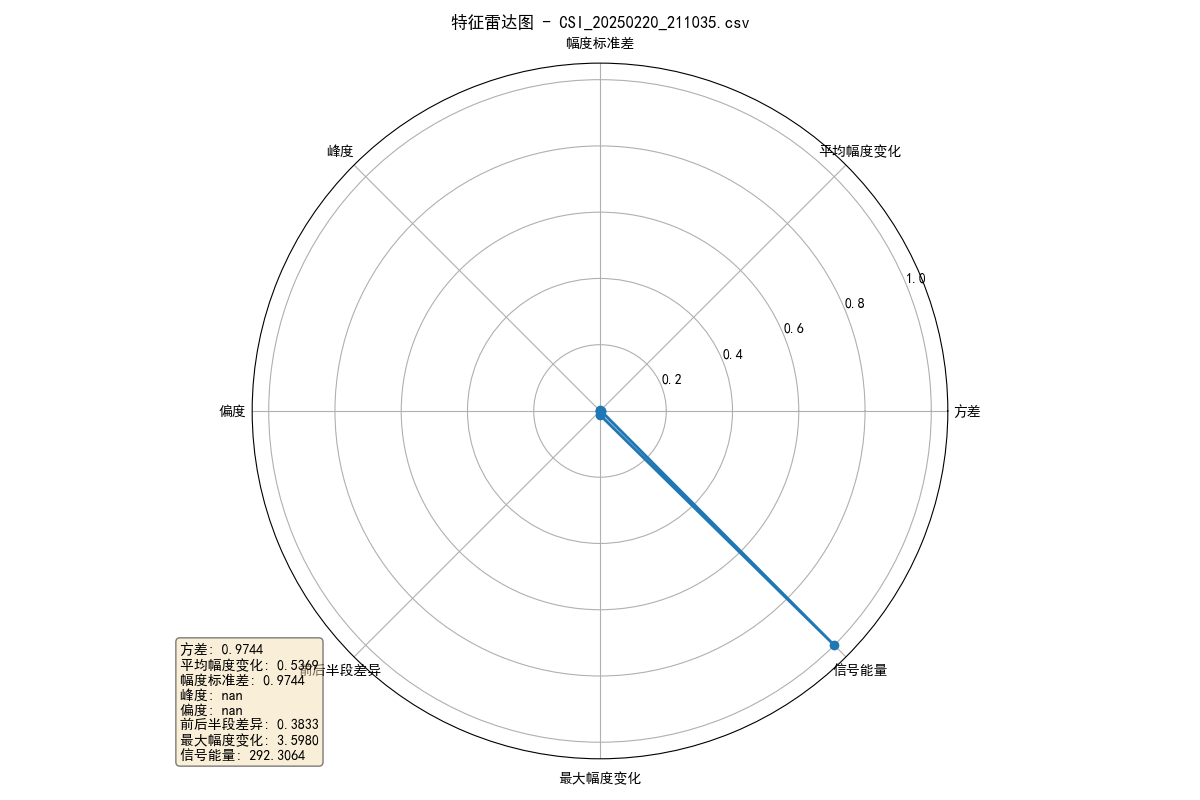 特征雷达图 - CSI_20250220_211035.csv
幅度标准差
峰度
平均幅度变化
1.0
0.8
0.6
0.4
0.2
偏度
方差
方差: 0.9744
平均幅度变化: 0.5369
幅度标准差: 0.9744
峰度: nan
偏度: nan
前后半段差异: 0.3833
最大幅度变化: 3.5980
信号能量: 292.3064
前后半段差异
信号能量
最大幅度变化